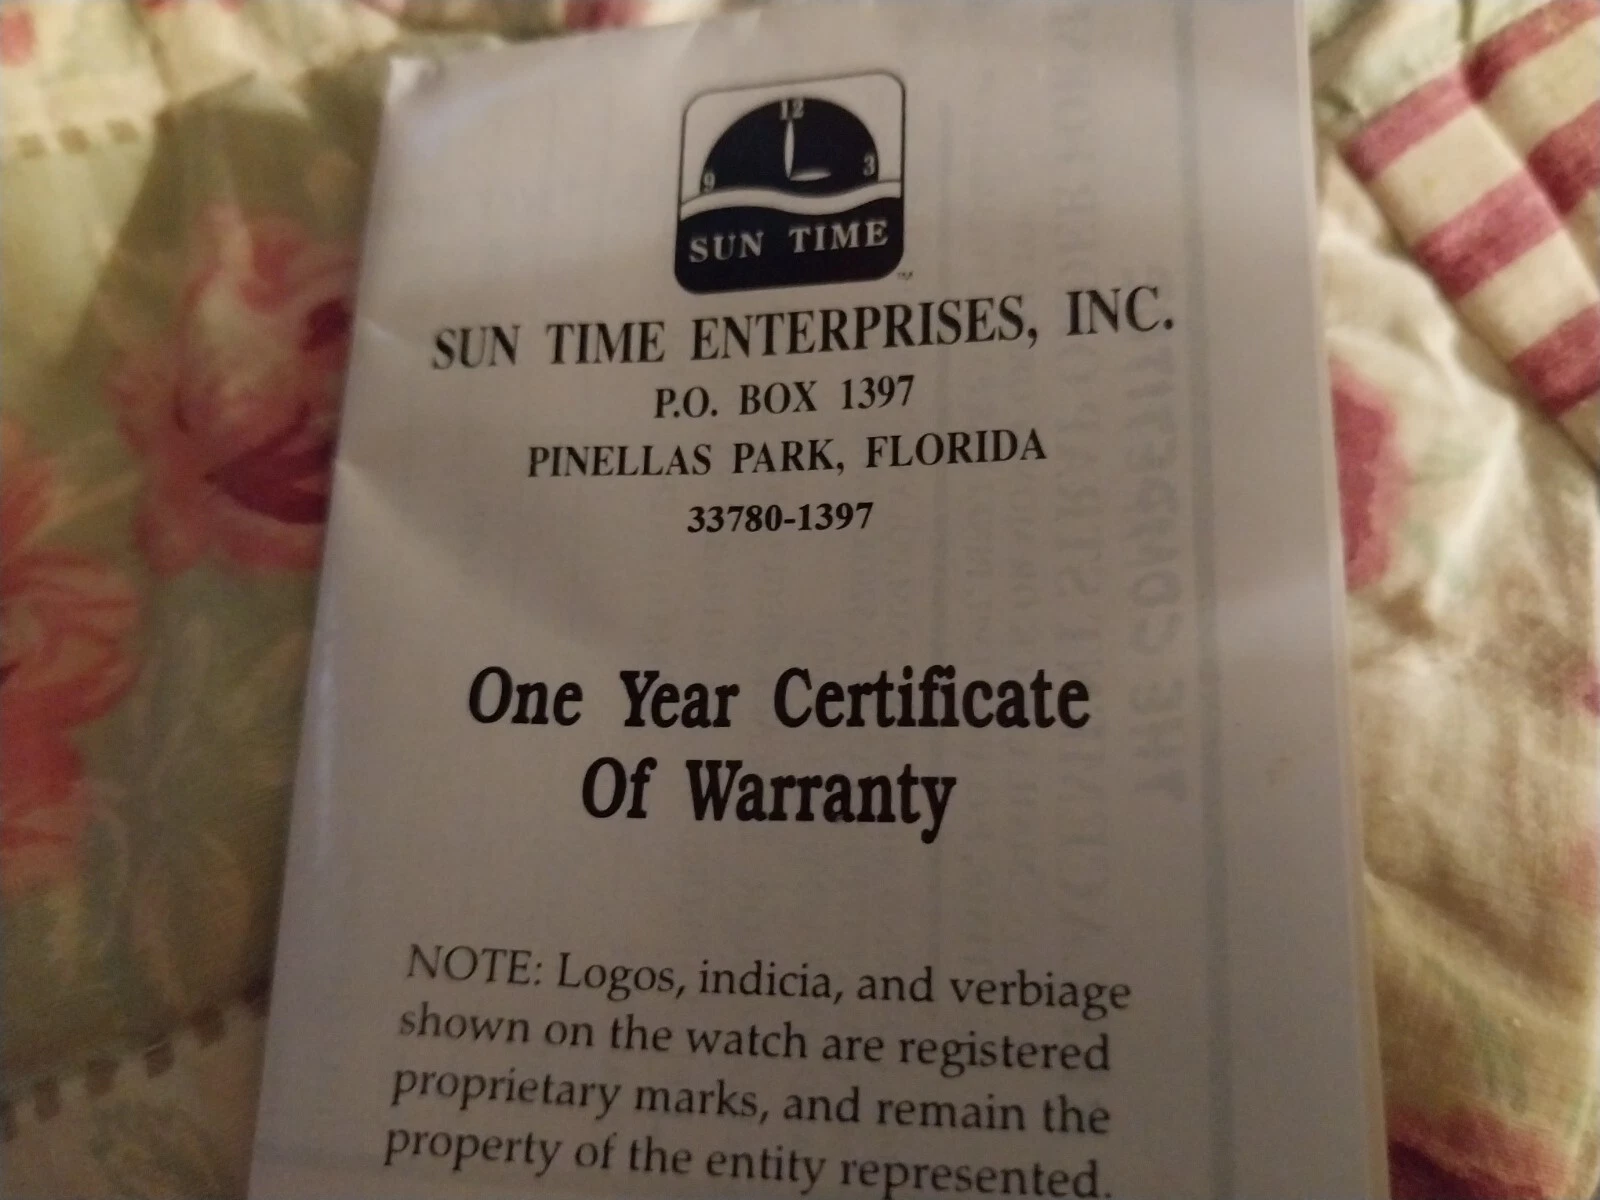 12
9 3
SUN TIME
™
SUN TIME ENTERPRISES, INC.
P.O. BOX 1397
PINELLAS PARK, FLORIDA
33780-1397
One Year Certificate
Of Warranty
NOTE: Logos, indicia, and verbiage
shown on the watch are registered
proprietary marks, and remain the
property of the entity represented.